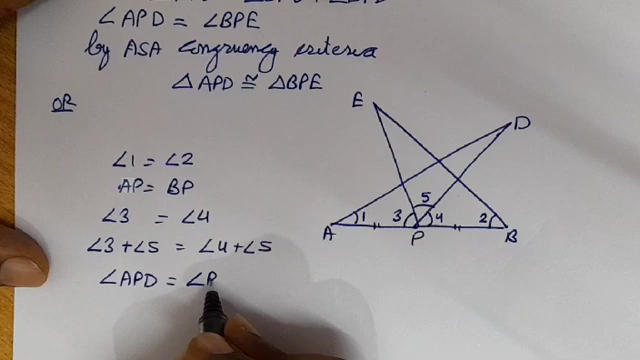 ∠APD = ∠BPE
by ASA congruency criteria
△APD ≅ △BPE
OR
∠1 = ∠2
AP = BP
∠3 = ∠4
∠3 + ∠5 = ∠4 + ∠5
∠APD = ∠
E
D
5
1
3
4
2
A
P
B